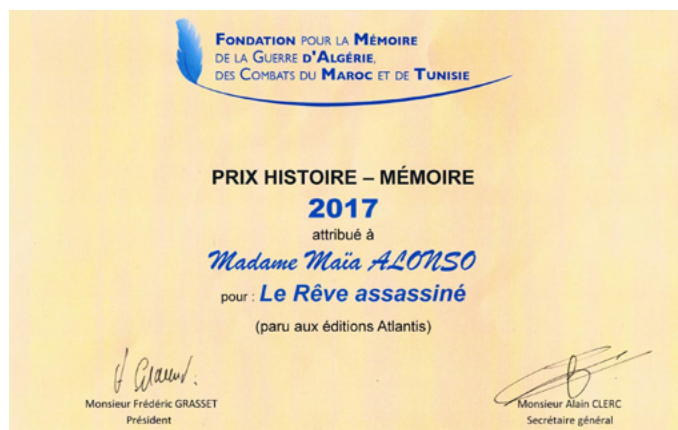 FONDATION POUR LA MÉMOIRE
DE LA GUERRE D'ALGÉRIE,
DES COMBATS DU MAROC ET DE TUNISIE
PRIX HISTOIRE – MÉMOIRE
2017
attribué à
Madame Maïa ALONSO
pour : Le Rêve assassiné
(paru aux éditions Atlantis)
Monsieur Frédéric GRASSET
Président
Monsieur Alain CLERC
Secrétaire général